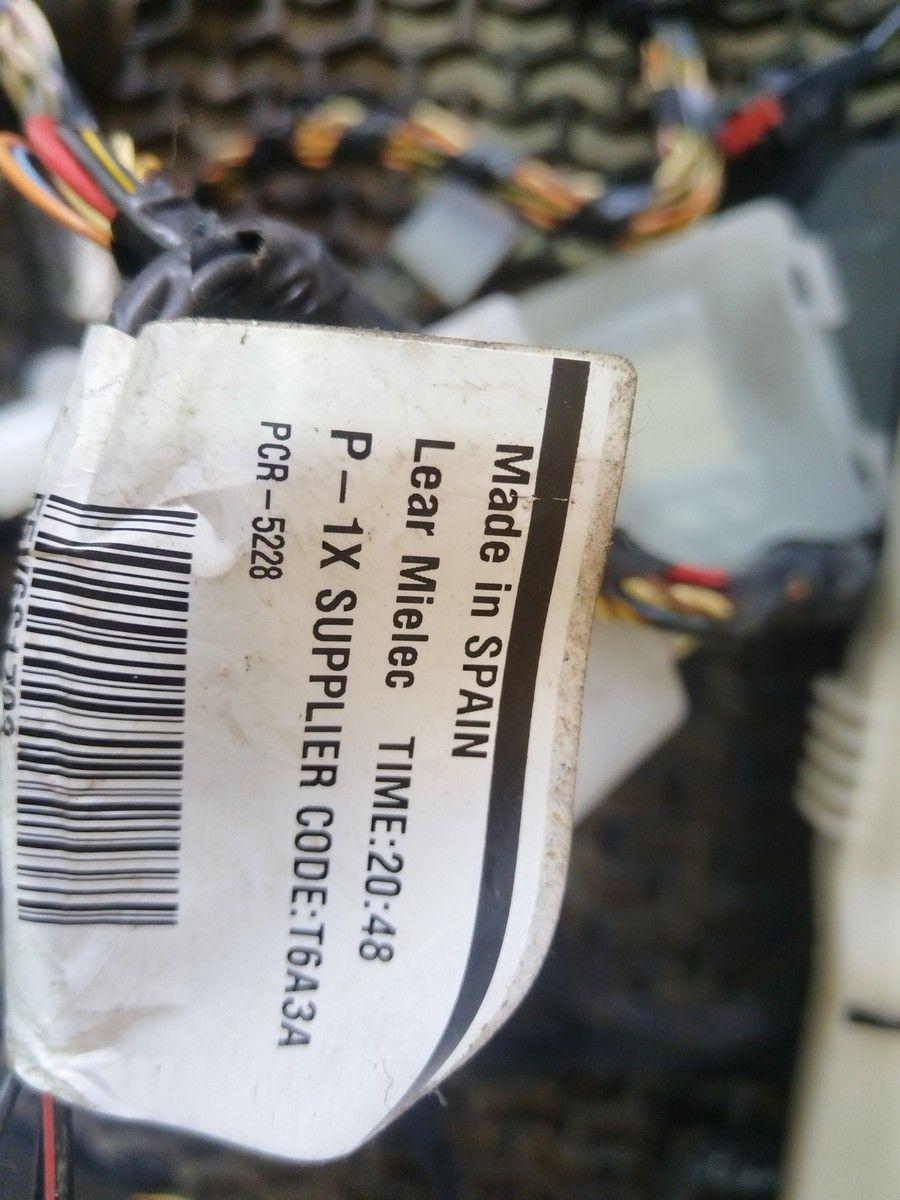 Made in SPAIN
Lear Mielec TIME:20:48
P-1X SUPPLIER CODE:T6A3A
PCR-5228